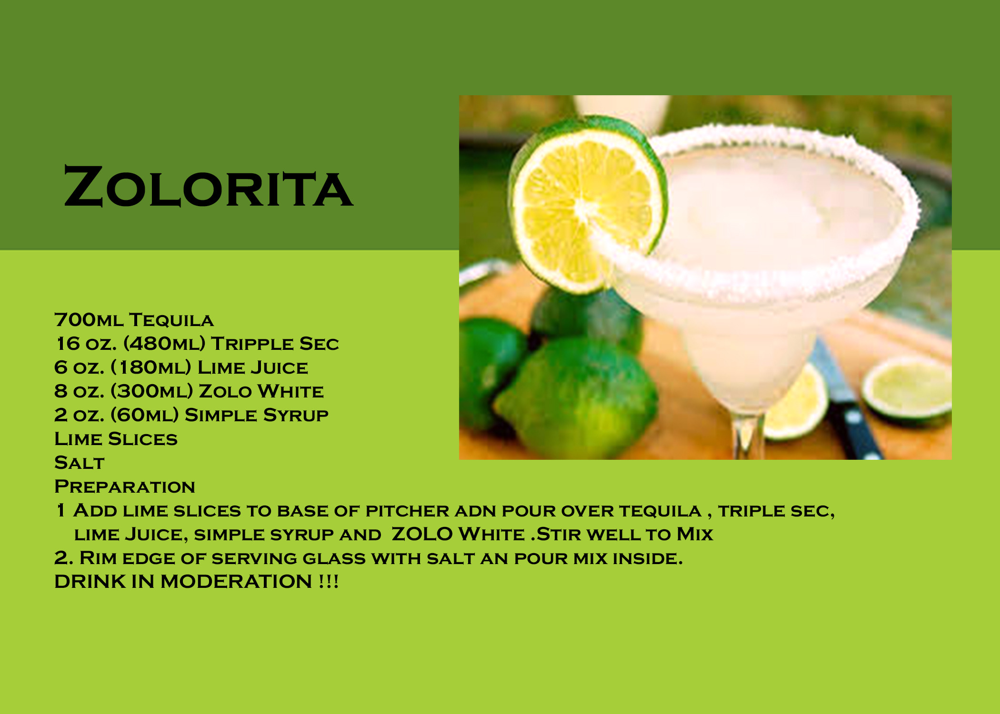 Zolorita
700ml Tequila
16 oz. (480ml) Tripple Sec
6 oz. (180ml) Lime Juice
8 oz. (300ml) Zolo White
2 oz. (60ml) Simple Syrup
Lime Slices
Salt
Preparation
1 Add lime slices to base of pitcher adn pour over tequila , triple sec,
lime Juice, simple syrup and ZOLO White .Stir well to Mix
2. Rim edge of serving glass with salt an pour mix inside.
DRINK IN MODERATION !!!